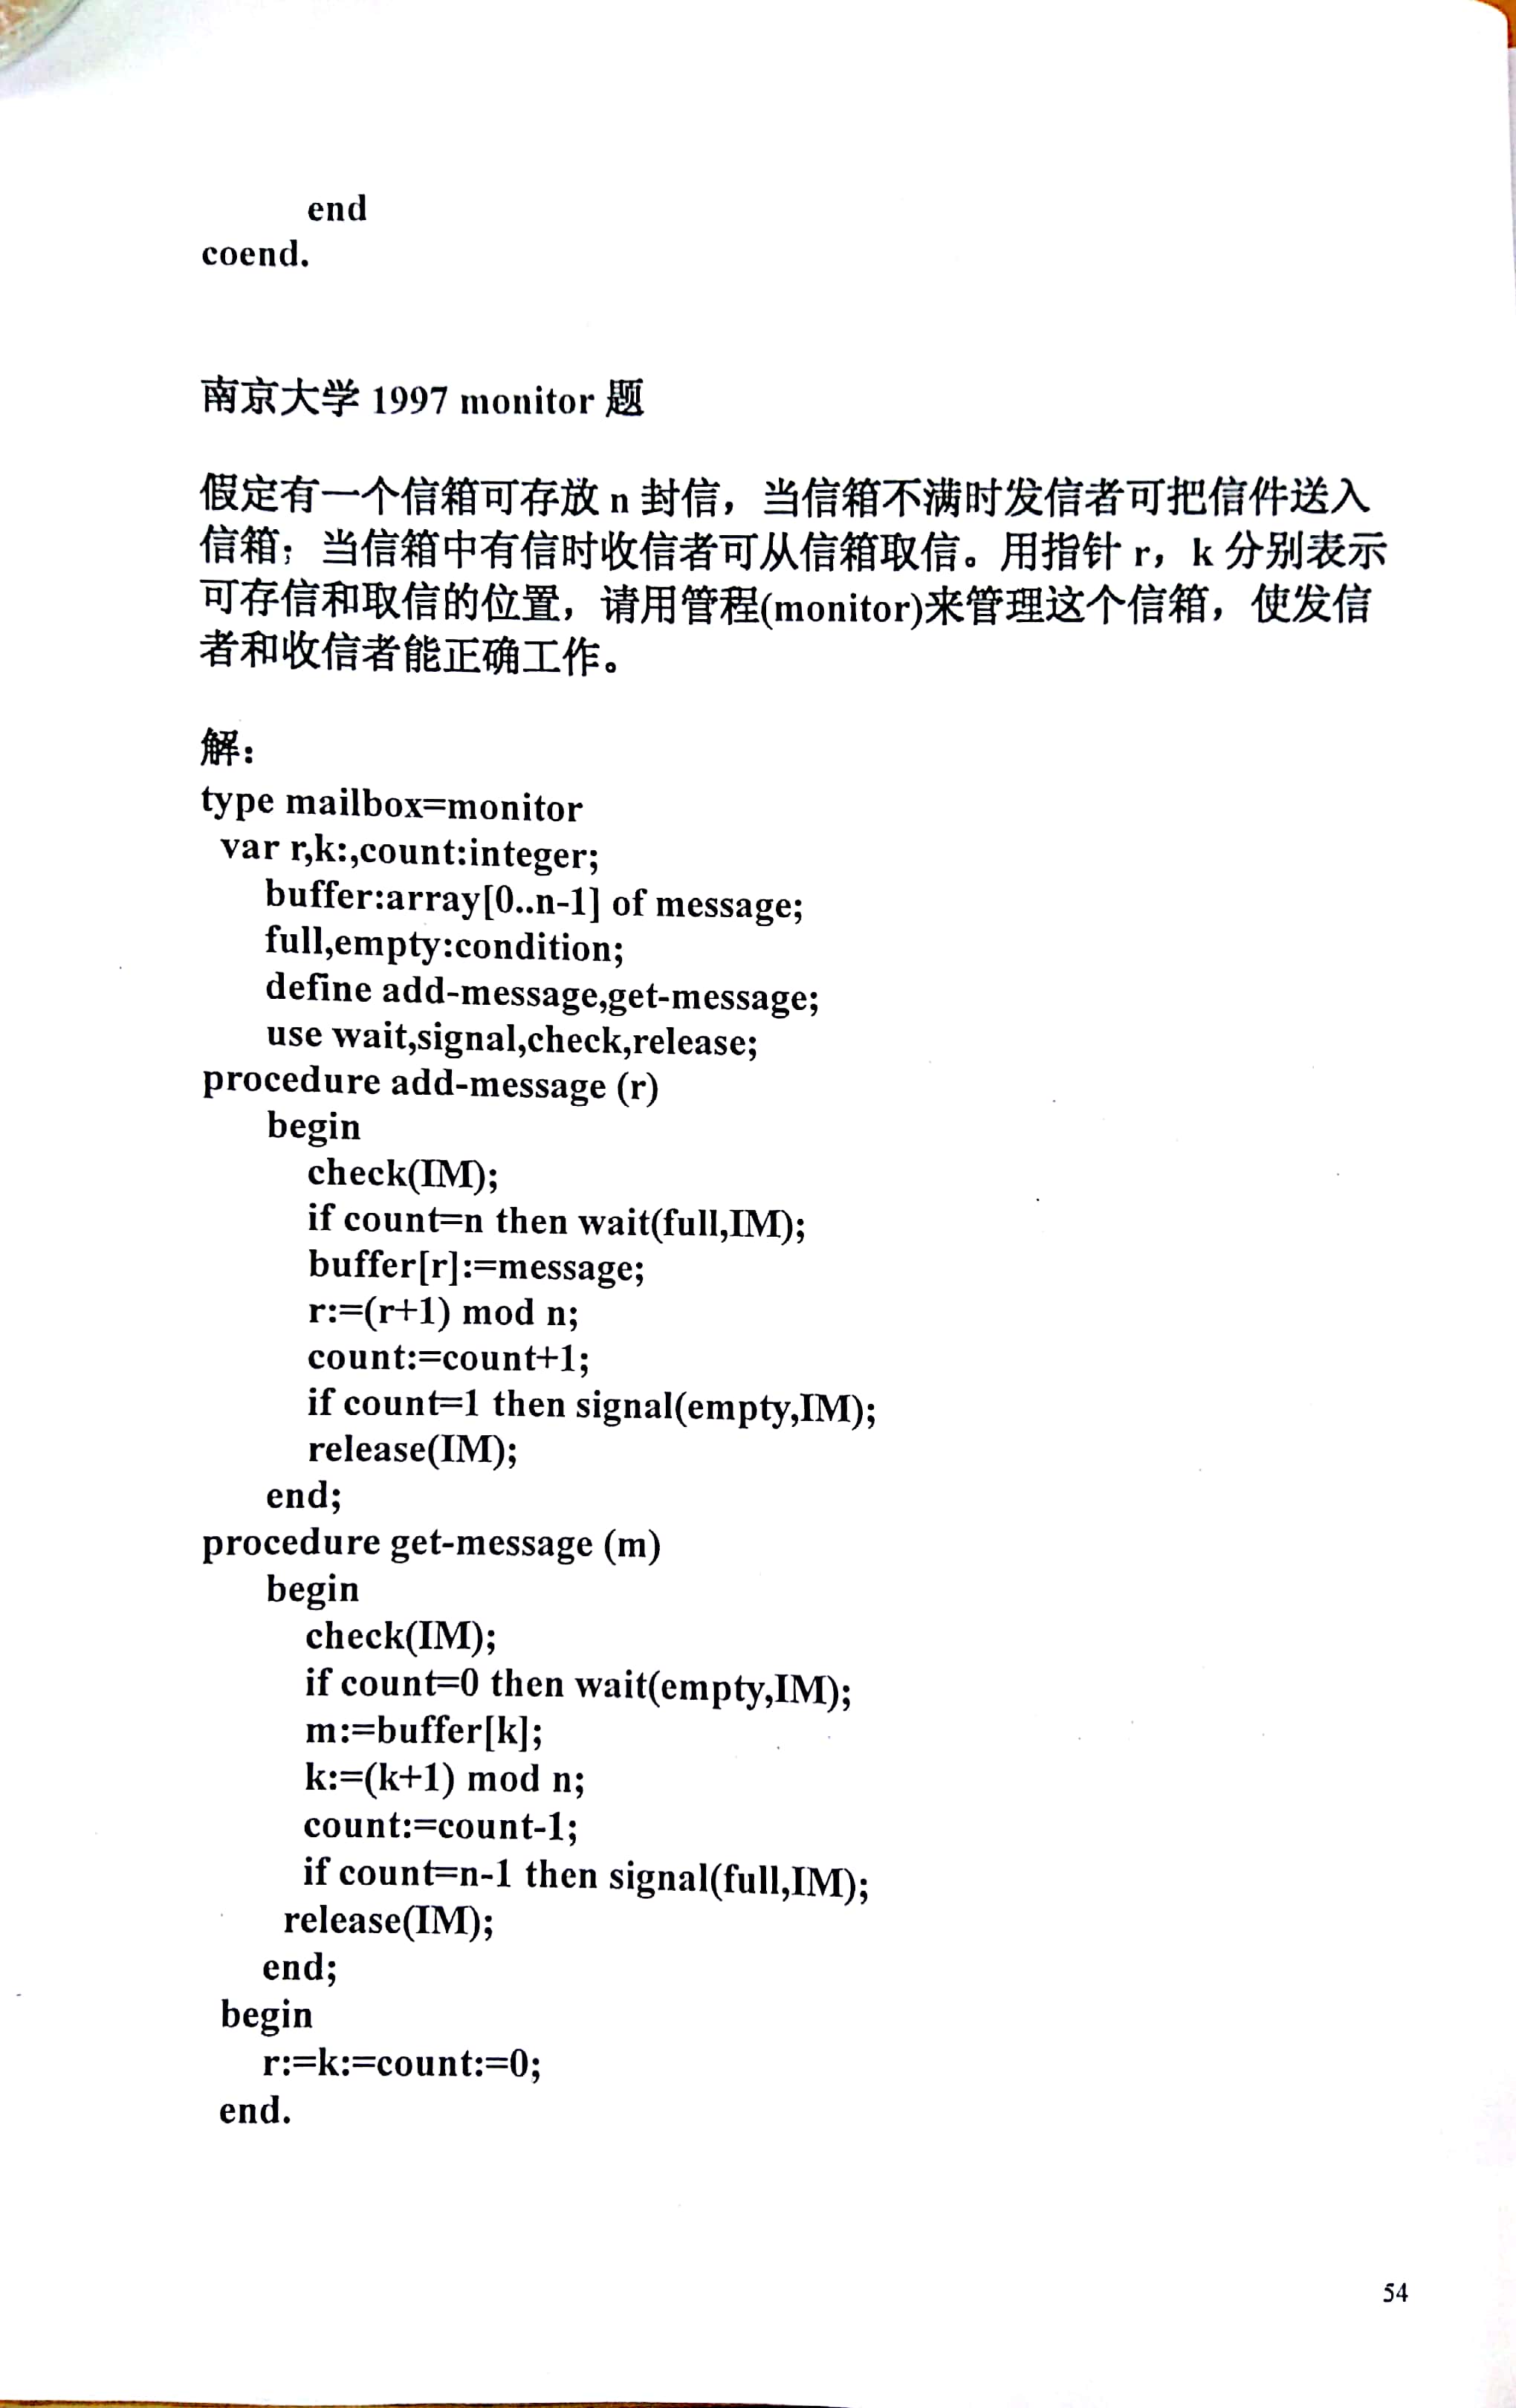 end
coend.
南京大学 1997 monitor 题
假定有一个信箱可存放 n 封信，当信箱不满时发信者可把信件送入
信箱；当信箱中有信时收信者可从信箱取信。用指针 r，k 分别表示
可存信和取信的位置，请用管程(monitor)来管理这个信箱，使发信
者和收信者能正确工作。
解：
type mailbox=monitor
var r,k:,count:integer;
buffer:array[0..n-1] of message;
full,empty:condition;
define add-message,get-message;
use wait,signal,check,release;
procedure add-message (r)
begin
check(IM);
if count=n then wait(full,IM);
buffer[r]:=message;
r:=(r+1) mod n;
count:=count+1;
if count=1 then signal(empty,IM);
release(IM);
end;
procedure get-message (m)
begin
check(IM);
if count=0 then wait(empty,IM);
m:=buffer[k];
k:=(k+1) mod n;
count:=count-1;
if count=n-1 then signal(full,IM);
release(IM);
end;
begin
r:=k:=count:=0;
end.
54